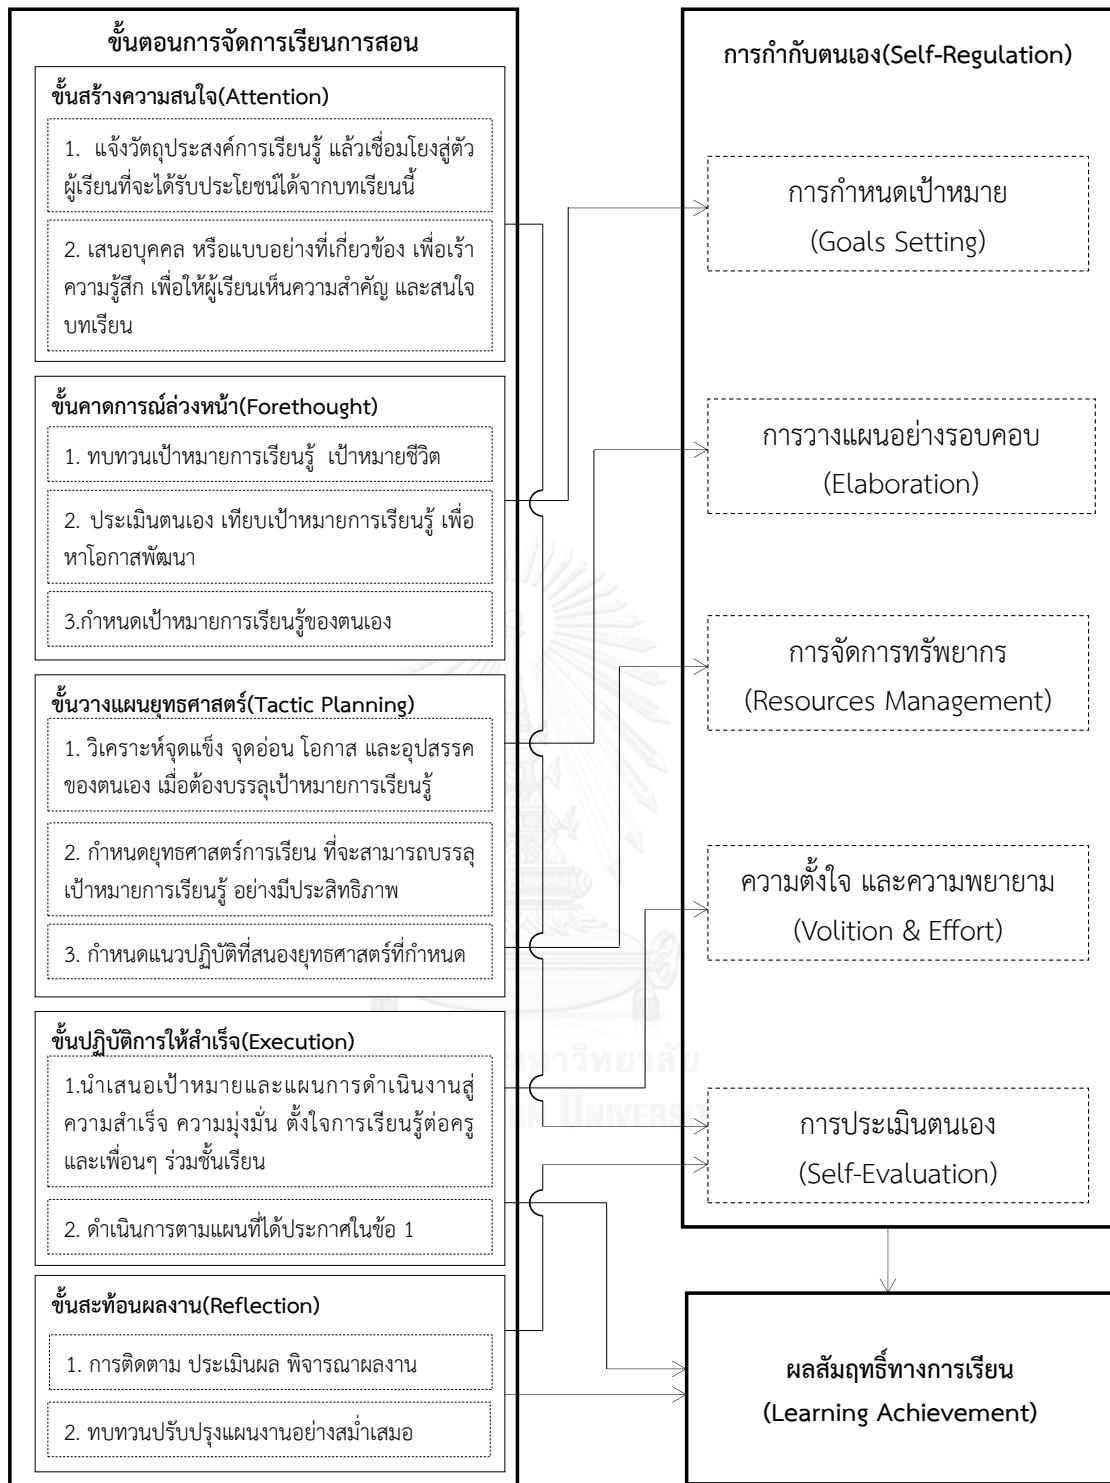 ขั้นตอนการจัดการเรียนการสอน
ขั้นสร้างความสนใจ(Attention)
1. แจ้งวัตถุประสงค์การเรียนรู้ แล้วเชื่อมโยงสู่ตัว
ผู้เรียนที่จะได้รับประโยชน์ได้จากบทเรียนนี้
2. เสนอบุคคล หรือแบบอย่างที่เกี่ยวข้อง เพื่อเร้า
ความรู้สึก เพื่อให้ผู้เรียนเห็นความสำคัญ และสนใจ
บทเรียน
ขั้นคาดการณ์ล่วงหน้า(Forethought)
1. ทบทวนเป้าหมายการเรียนรู้ เป้าหมายชีวิต
2. ประเมินตนเอง เทียบเป้าหมายการเรียนรู้ เพื่อ
หาโอกาสพัฒนา
3.กำหนดเป้าหมายการเรียนรู้ของตนเอง
ขั้นวางแผนยุทธศาสตร์(Tactic Planning)
1. วิเคราะห์จุดแข็ง จุดอ่อน โอกาส และอุปสรรค
ของตนเอง เมื่อต้องบรรลุเป้าหมายการเรียนรู้
2. กำหนดยุทธศาสตร์การเรียน ที่จะสามารถบรรลุ
เป้าหมายการเรียนรู้ อย่างมีประสิทธิภาพ
3. กำหนดแนวปฏิบัติที่สนองยุทธศาสตร์ที่กำหนด
ขั้นปฏิบัติการให้สำเร็จ(Execution)
1.นำเสนอเป้าหมายและแผนการดำเนินงานสู่
ความสำเร็จ ความมุ่งมั่น ตั้งใจการเรียนรู้ต่อครู
และเพื่อนๆ ร่วมชั้นเรียน
2. ดำเนินการตามแผนที่ได้ประกาศในข้อ 1
ขั้นสะท้อนผลงาน(Reflection)
1. การติดตาม ประเมินผล พิจารณาผลงาน
2. ทบทวนปรับปรุงแผนงานอย่างสม่ำเสมอ
การกำกับตนเอง(Self-Regulation)
การกำหนดเป้าหมาย
(Goals Setting)
การวางแผนอย่างรอบคอบ
(Elaboration)
การจัดการทรัพยากร
(Resources Management)
ความตั้งใจ และความพยายาม
(Volition & Effort)
การประเมินตนเอง
(Self-Evaluation)
ผลสัมฤทธิ์ทางการเรียน
(Learning Achievement)